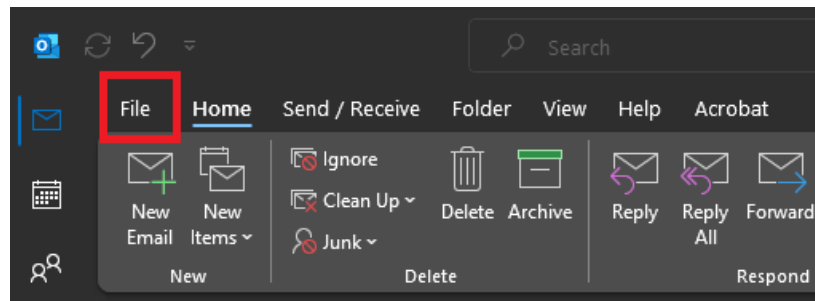 Search
File Home Send / Receive Folder View Help Acrobat
New Email
New Items
Ignore
Clean Up
Junk
Delete
Archive
Reply
Reply All
Forward
New
Delete
Respond